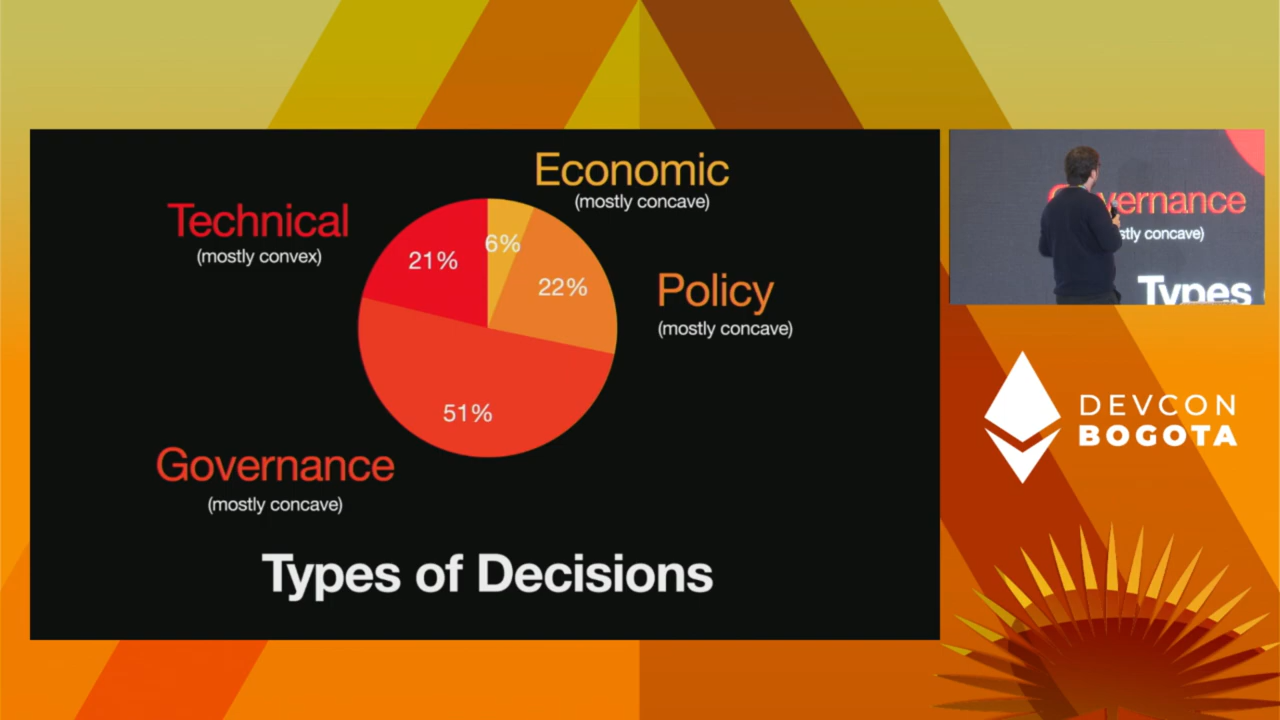 Economic
(mostly concave)
Technical
(mostly convex)
6%
21%
22%
Policy
(mostly concave)
51%
Governance
(mostly concave)
Types of Decisions
vernance
stly concave)
Types
DEVCON
BOGOTA